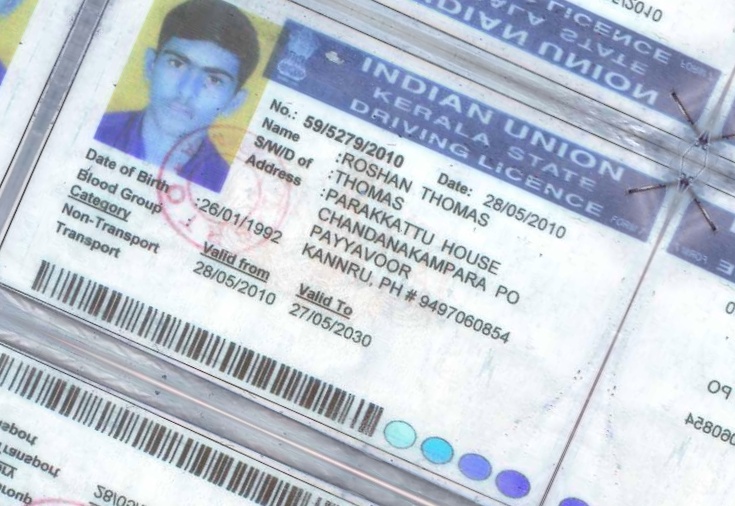 INDIAN UNION
KERALA STATE
DRIVING LICENCE
FORM 7
No.: 59/5279/2010 Date: 28/05/2010
Name :ROSHAN THOMAS
S/W/D of :THOMAS
Address :PARAKKATTU HOUSE
CHANDANAKAMPARA PO
PAYYAVOOR
KANNRU, PH # 9497060854
Date of Birth :26/01/1992
Blood Group
Category
Valid from Valid To
Non-Transport 28/05/2010 27/05/2030
Transport